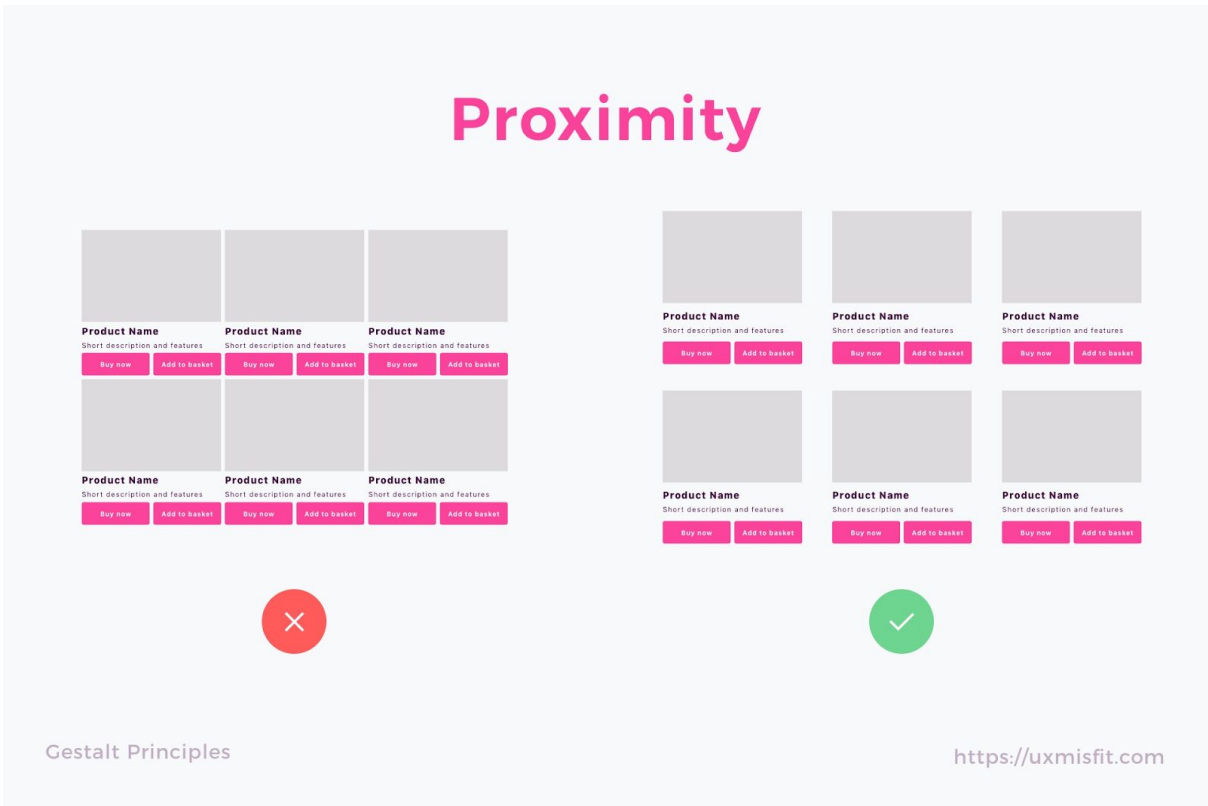 Proximity
Product Name Product Name Product Name
Short description and features Short description and features Short description and features
Buy now Add to basket Buy now Add to basket Buy now Add to basket
Product Name Product Name Product Name
Short description and features Short description and features Short description and features
Buy now Add to basket Buy now Add to basket Buy now Add to basket
Product Name Product Name Product Name
Short description and features Short description and features Short description and features
Buy now Add to basket Buy now Add to basket Buy now Add to basket
Product Name Product Name Product Name
Short description and features Short description and features Short description and features
Buy now Add to basket Buy now Add to basket Buy now Add to basket
Gestalt Principles
https://uxmisfit.com